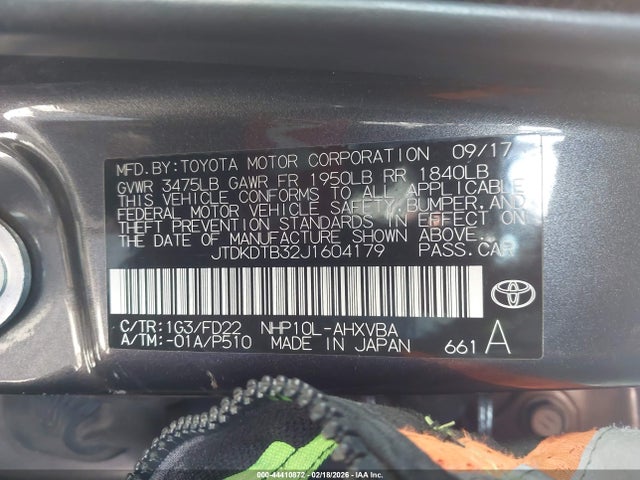 MFD.BY:TOYOTA MOTOR CORPORATION 09/17
GVWR 3475LB GAWR FR 1950LB RR 1840LB
THIS VEHICLE CONFORMS TO ALL APPLICABLE
FEDERAL MOTOR VEHICLE SAFETY,BUMPER,AND
THEFT PREVENTION STANDARDS IN EFFECT ON
THE DATE OF MANUFACTURE SHOWN ABOVE.
JTDKDTB32J1604179 PASS.CAR
C/TR:1G3/FD22 NHP10L-AHXVBA
A/TM:-01A/P510 MADE IN JAPAN 661 A
000-44410872 - 02/18/2026 - IAA Inc.